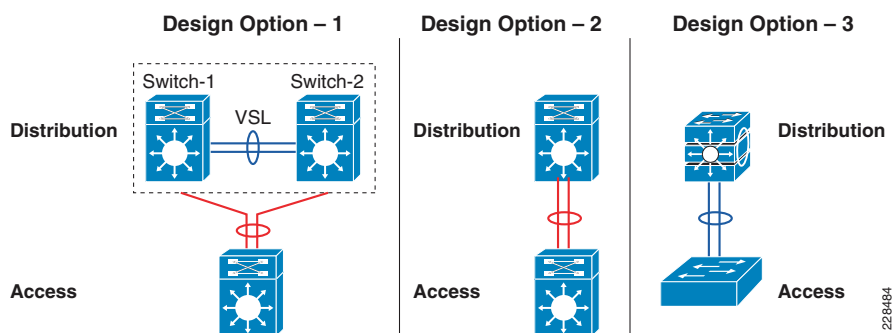 Design Option – 1
Design Option – 2
Design Option – 3
Switch-1
Switch-2
VSL
Distribution
Distribution
Distribution
Access
Access
Access
228484